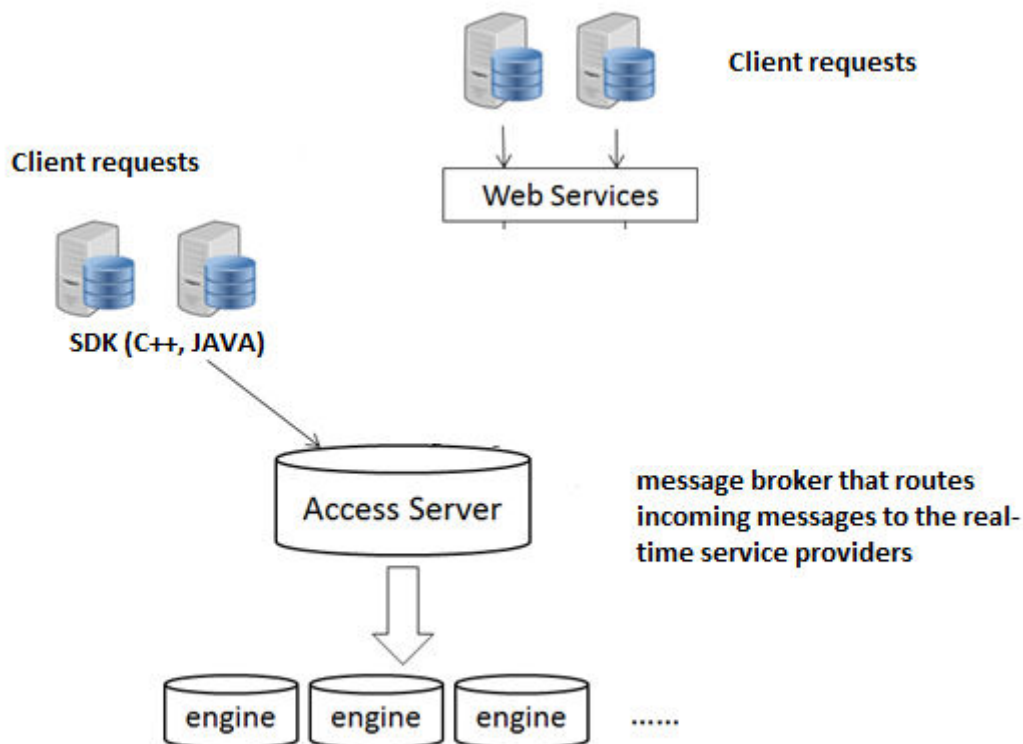 Client requests
Web Services
Client requests
SDK (C++, JAVA)
Access Server
message broker that routes
incoming messages to the real-
time service providers
engine engine engine ......